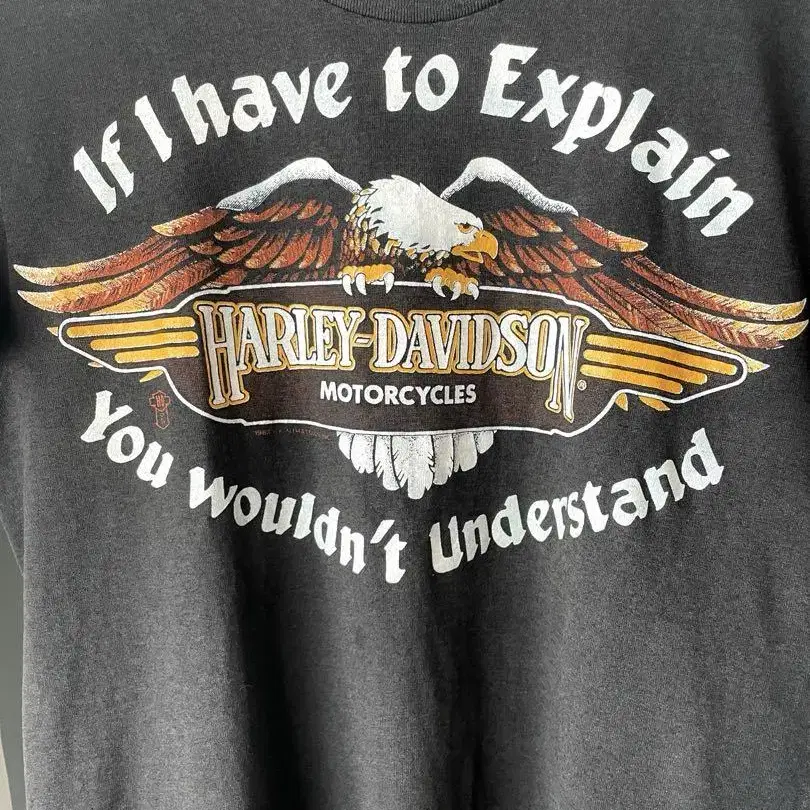 If I have to Explain
HARLEY-DAVIDSON
®
MOTORCYCLES
You wouldn't Understand